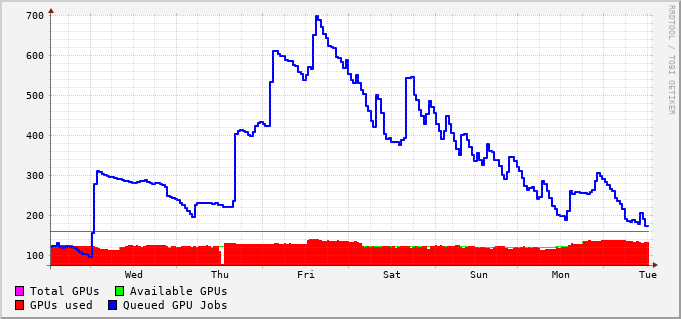 RRDTOOL / TOBI OETIKER
700
600
500
400
300
200
100
Wed Thu Fri Sat Sun Mon Tue
Total GPUs Available GPUs
GPUs used Queued GPU Jobs